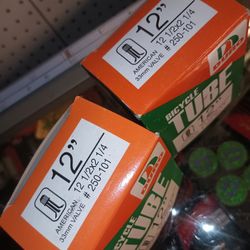 12"
AMERICAN
12 1/2x2 1/4
33mm VALVE # 250-101
BICYCLE
TUBE
12"
AMERICAN
12 1/2x2 1/4
33mm VALVE # 250-101
BICYCLE
TUBE